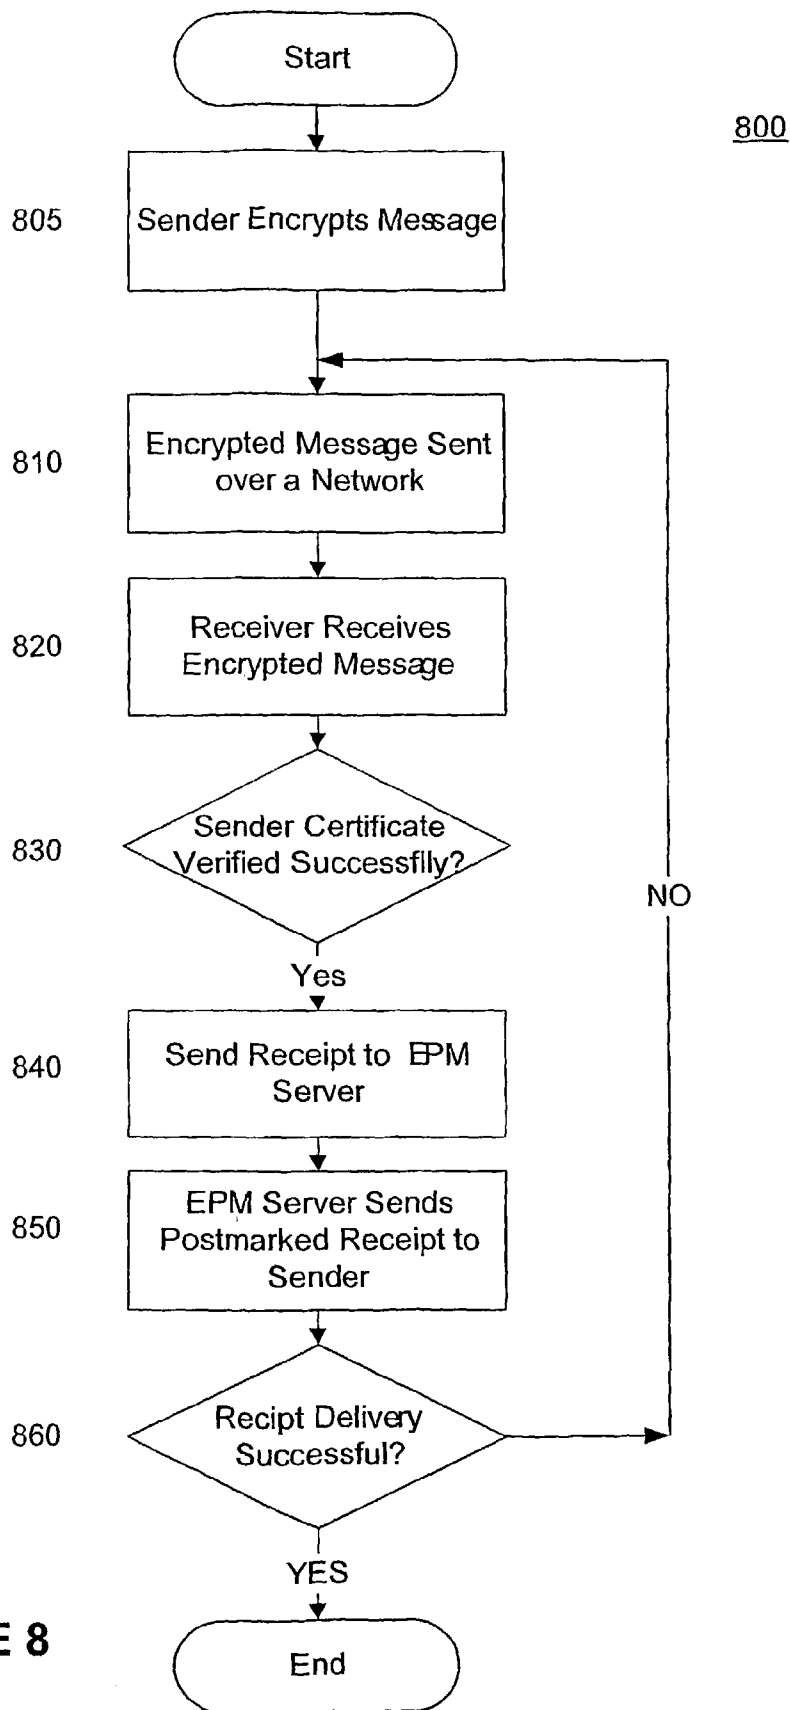 Start
800
805
Sender Encrypts Message
810
Encrypted Message Sent
over a Network
820
Receiver Receives
Encrypted Message
830
Sender Certificate
Verified Successflly?
NO
Yes
840
Send Receipt to EPM
Server
850
EPM Server Sends
Postmarked Receipt to
Sender
860
Recipt Delivery
Successful?
YES
E 8
End